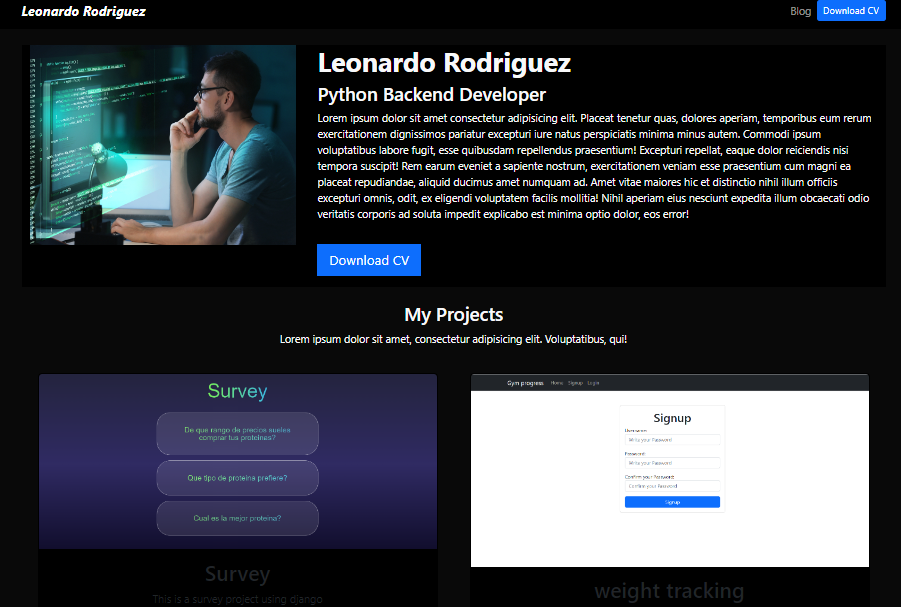 Leonardo Rodriguez
Blog
Download CV
Leonardo Rodriguez
Python Backend Developer
Lorem ipsum dolor sit amet consectetur adipisicing elit. Placeat tenetur quas, dolores aperiam, temporibus eum rerum
exercitationem dignissimos pariatur excepturi iure natus perspiciatis minima minus autem. Commodi ipsum
voluptatibus labore fugit, esse quibusdam repellendus praesentium! Excepturi repellat, eaque dolor reiciendis nisi
tempora suscipit! Rem earum eveniet a sapiente nostrum, exercitationem veniam esse praesentium cum magni ea
placeat repudiandae, aliquid ducimus amet numquam ad. Amet vitae maiores hic et distinctio nihil illum officiis
excepturi omnis, odit, ex eligendi voluptatem facilis mollitia! Nihil aperiam eius nesciunt expedita illum obcaecati odio
veritatis corporis ad soluta impedit explicabo est minima optio dolor, eos error!
Download CV
My Projects
Lorem ipsum dolor sit amet, consectetur adipisicing elit. Voluptatibus, qui!
Survey
De que rango de precios sueles
comprar tus proteinas?
Que tipo de proteina prefiere?
Cual es la mejor proteina?
Survey
This is a survey project using django
Gym progress Home Signup Login
Signup
Username:
Write your Password
Password:
Write your Password
Confirm your Password:
Confirm your Password
Signup
weight tracking